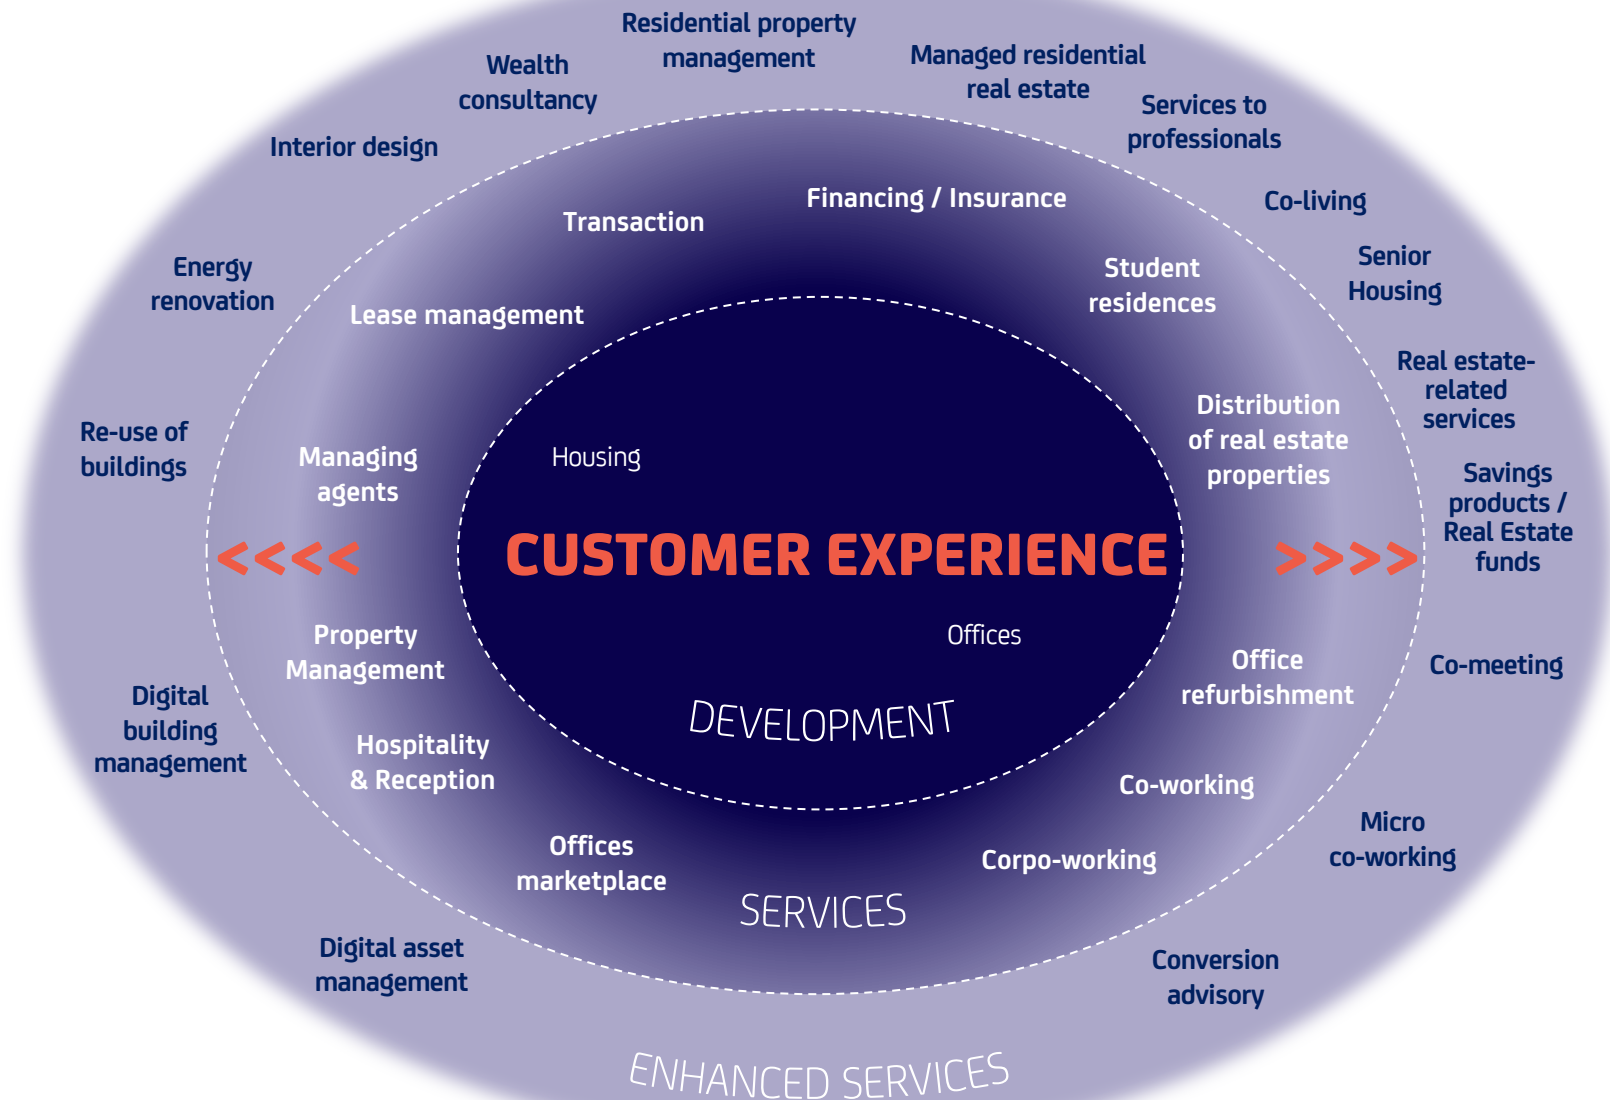 Residential property
management
Managed residential
real estate
Wealth
consultancy
Services to
professionals
Interior design
Co-living
Energy
renovation
Senior
Housing
Re-use of
buildings
Real estate-
related
services
Savings
products /
Real Estate
funds
Digital
building
management
Co-meeting
Micro
co-working
Digital asset
management
Conversion
advisory
ENHANCED SERVICES
Financing / Insurance
Transaction
Student
residences
Lease management
Distribution
of real estate
properties
Managing
agents
<<<<
>>>>
Property
Management
Office
refurbishment
Hospitality
& Reception
Co-working
Offices
marketplace
Corpo-working
SERVICES
Housing
CUSTOMER EXPERIENCE
Offices
DEVELOPMENT